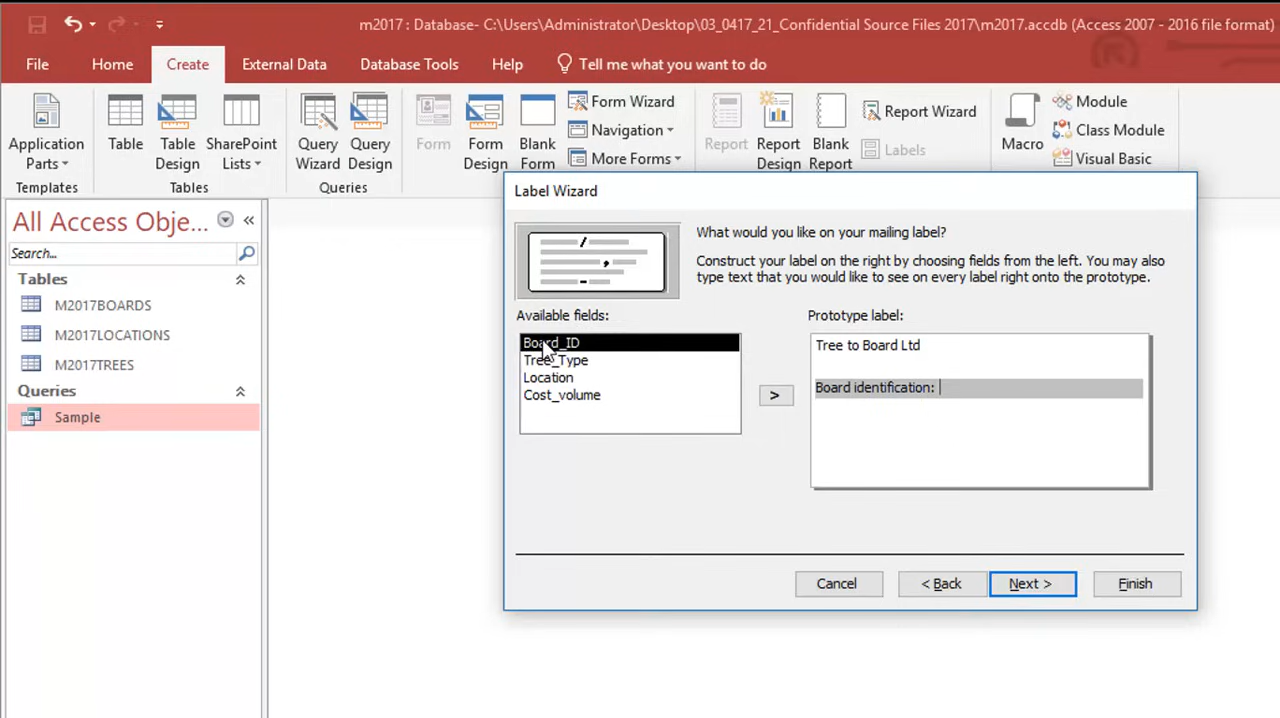 m2017 : Database- C:\Users\Administrator\Desktop\03_0417_21_Confidential Source Files 2017\m2017.accdb (Access 2007 - 2016 file format)
File Home Create External Data Database Tools Help Tell me what you want to do
Application Parts
Templates
Table
Table Design
SharePoint Lists
Tables
Query Wizard
Query Design
Queries
Form
Form Design
Blank Form
Form Wizard
Navigation
More Forms
Report
Report Design
Blank Report
Report Wizard
Labels
Macro
Module
Class Module
Visual Basic
All Access Obje...
Search...
Tables
M2017BOARDS
M2017LOCATIONS
M2017TREES
Queries
Sample
Label Wizard
What would you like on your mailing label?
Construct your label on the right by choosing fields from the left. You may also
type text that you would like to see on every label right onto the prototype.
Available fields:
Board_ID
Tree_Type
Location
Cost_volume
>
Prototype label:
Tree to Board Ltd
Board identification:
Cancel
< Back
Next >
Finish